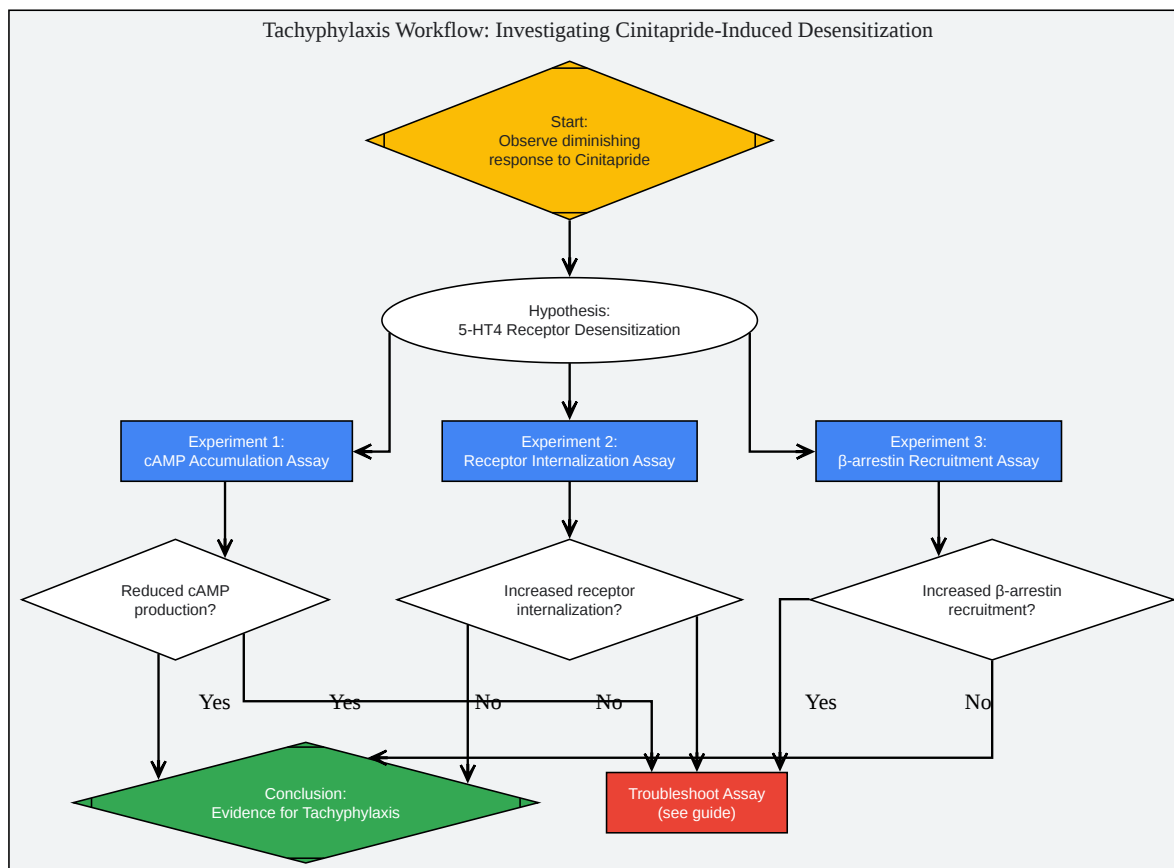 Tachyphylaxis Workflow: Investigating Cinitapride-Induced Desensitization
Start:
Observe diminishing
response to Cinitapride
Hypothesis:
5-HT4 Receptor Desensitization
Experiment 1:
cAMP Accumulation Assay
Experiment 2:
Receptor Internalization Assay
Experiment 3:
β-arrestin Recruitment Assay
Reduced cAMP
production?
Increased receptor
internalization?
Increased β-arrestin
recruitment?
Yes
Yes
No
No
Yes
No
Conclusion:
Evidence for Tachyphylaxis
Troubleshoot Assay
(see guide)